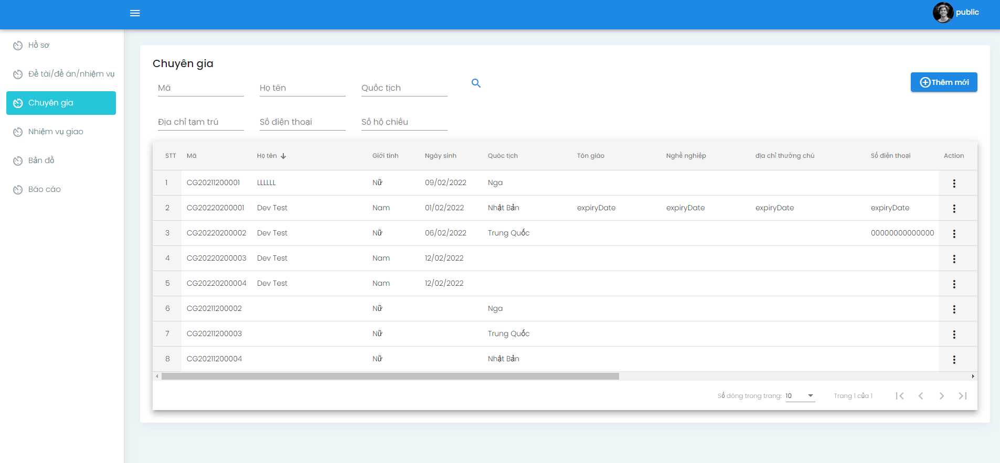 public
Hồ sơ
Đề tài/đề án/nhiệm vụ
Chuyên gia
Nhiệm vụ giao
Bản đồ
Báo cáo
Chuyên gia
Mã Họ tên Quốc tịch
Thêm mới
Địa chỉ tạm trú Số điện thoại Số hộ chiếu
STT Mã Họ tên Giới tính Ngày sinh Quóc tịch Tôn giáo Nghề nghiệp địa chỉ thường chú Số điện thoại Action
1 CG20211200001 LLLLLL Nữ 09/02/2022 Nga
2 CG20220200001 Dev Test Nam 01/02/2022 Nhật Bản expiryDate expiryDate expiryDate expiryDate
3 CG20220200002 Dev Test Nữ 06/02/2022 Trung Quốc 00000000000000
4 CG20220200003 Dev Test Nam 12/02/2022
5 CG20220200004 Dev Test Nam 12/02/2022
6 CG20211200002 Nữ Nga
7 CG20211200003 Nữ Trung Quốc
8 CG20211200004 Nữ Nhật Bản
Số dòng trong trang: 10 Trang 1 của 1